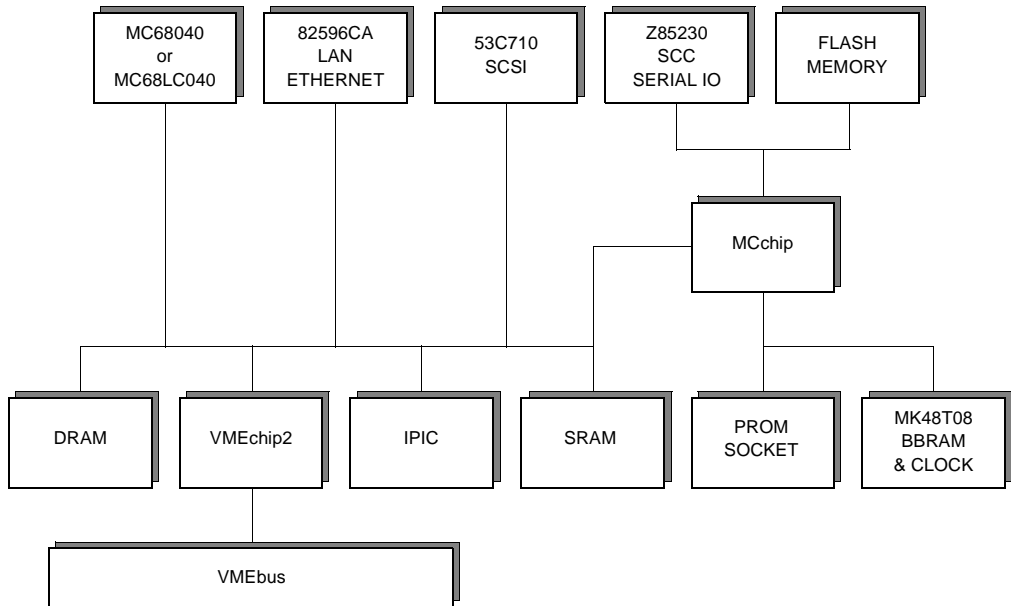 MC68040
or
MC68LC040
82596CA
LAN
ETHERNET
53C710
SCSI
Z85230
SCC
SERIAL IO
FLASH
MEMORY
MCchip
DRAM
VMEchip2
IPIC
SRAM
PROM
SOCKET
MK48T08
BBRAM
& CLOCK
VMEbus